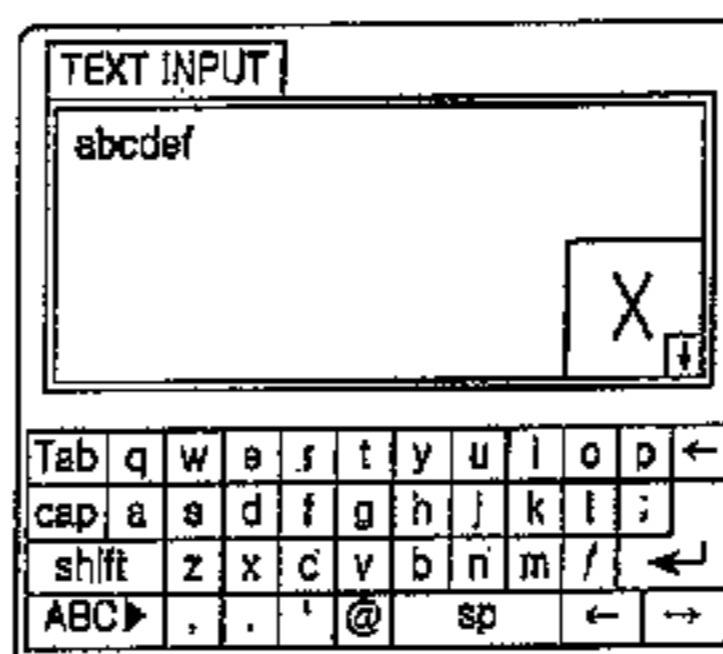 TEXT INPUT
abcdef
X
↓
Tab q w e r t y u i o p ←
cap a s d f g h j k l ;
shift z x c v b n m / ↵
ABC▶ , . ' @ sp ← →